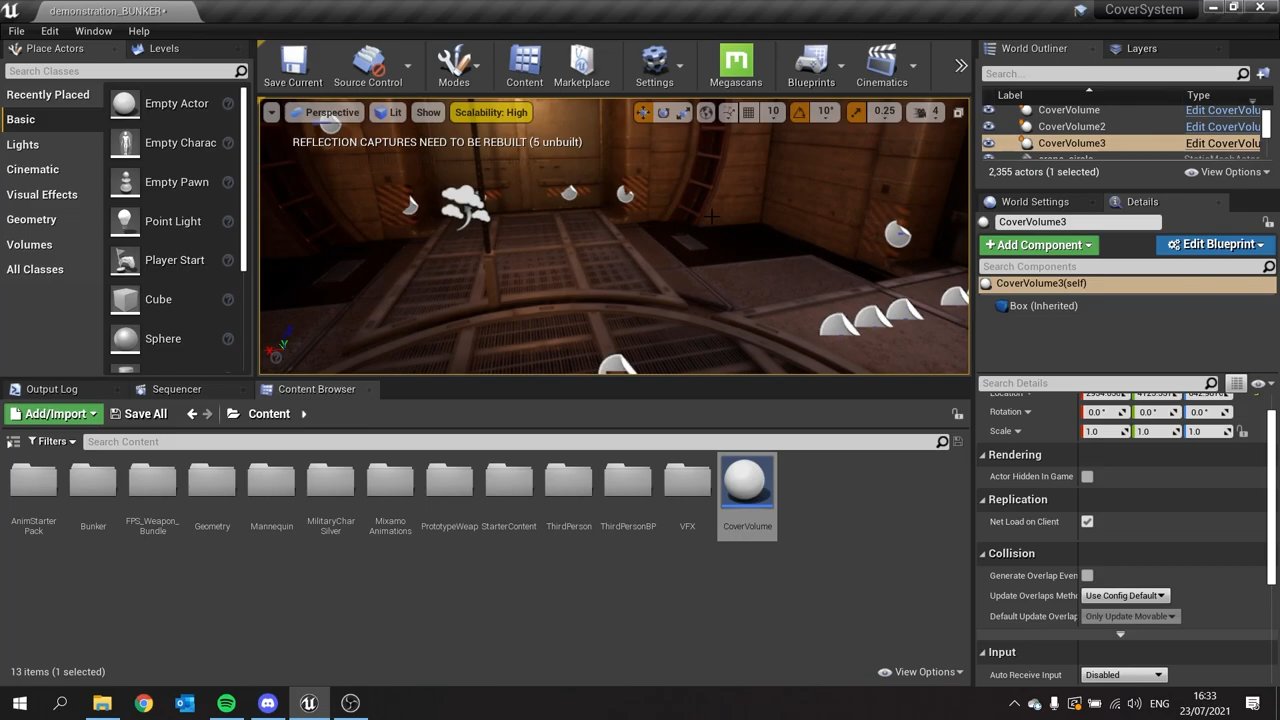 demonstration_BUNKER*
CoverSystem
File Edit Window Help
Place Actors Levels
Search Classes
Recently Placed
Basic
Lights
Cinematic
Visual Effects
Geometry
Volumes
All Classes
Empty Actor
Empty Charac
Empty Pawn
Point Light
Player Start
Cube
Sphere
Save Current
Source Control
Modes
Content
Marketplace
Settings
Megascans
Blueprints
Cinematics
Perspective Lit Show Scalability: High 10 10° 0.25 4
REFLECTION CAPTURES NEED TO BE REBUILT (5 unbuilt)
World Outliner Layers
Search...
Label Type
CoverVolume Edit CoverVolu
CoverVolume2 Edit CoverVolu
CoverVolume3 Edit CoverVolu
2,355 actors (1 selected) View Options
World Settings Details
CoverVolume3
Add Component Edit Blueprint
Search Components
CoverVolume3(self)
Box (Inherited)
Search Details
Rotation 0.0 ° 0.0 ° 0.0 °
Scale 1.0 1.0 1.0
Rendering
Actor Hidden In Game
Replication
Net Load on Client
Collision
Generate Overlap Even
Update Overlaps Meth Use Config Default
Default Update Overlap Only Update Movable
Input
Auto Receive Input Disabled
Output Log Sequencer Content Browser
Add/Import Save All Content
Filters Search Content
AnimStarter
Pack
Bunker
FPS_Weapon_
Bundle
Geometry
Mannequin
MilitaryChar
Silver
Mixamo
Animations
PrototypeWeap
StarterContent
ThirdPerson
ThirdPersonBP
VFX
CoverVolume
13 items (1 selected) View Options
ENG
16:33
23/07/2021